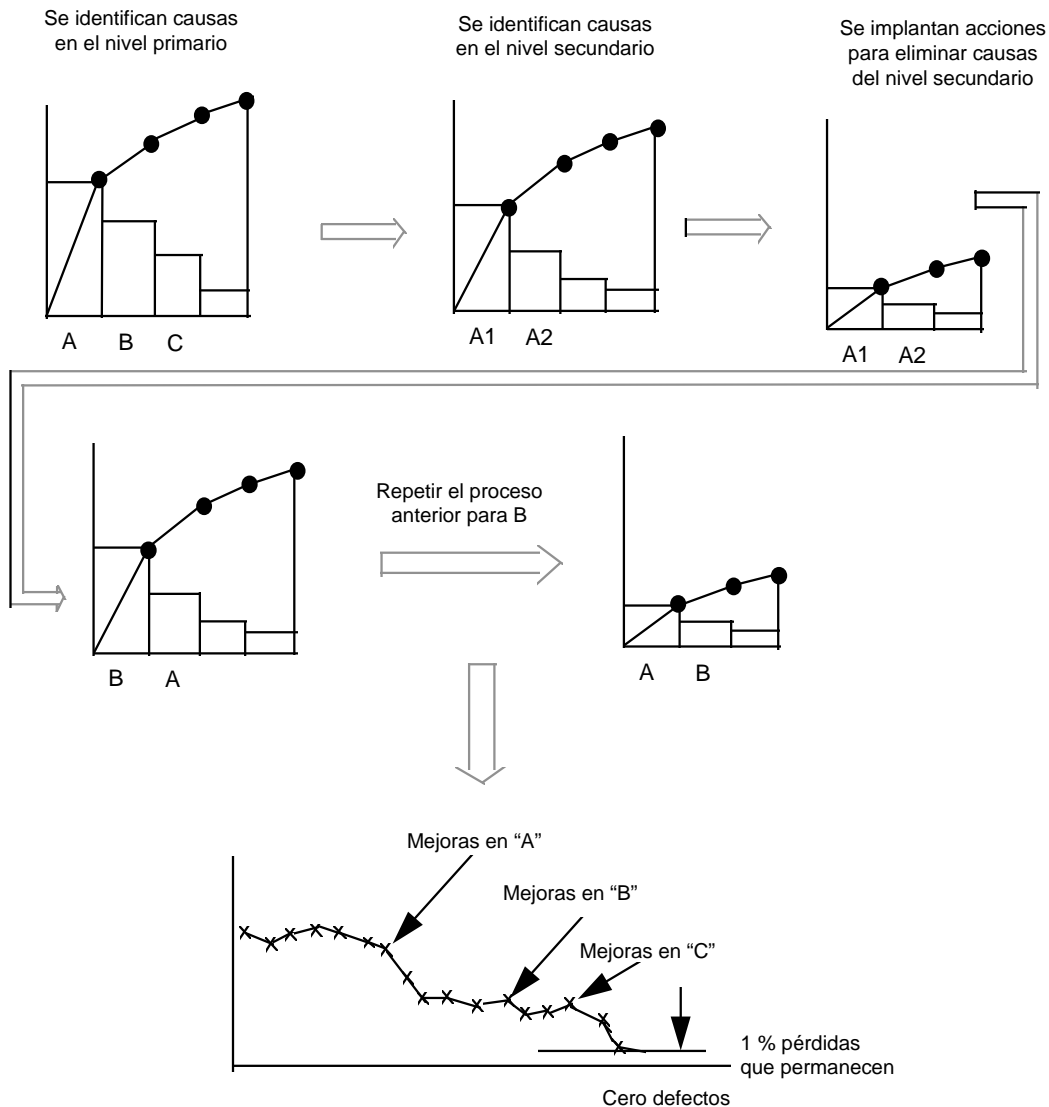 Se identifican causas
en el nivel primario
Se identifican causas
en el nivel secundario
Se implantan acciones
para eliminar causas
del nivel secundario
A B C
A1 A2
A1 A2
B A
Repetir el proceso
anterior para B
A B
Mejoras en “A”
Mejoras en “B”
Mejoras en “C”
1 % pérdidas
que permanecen
Cero defectos